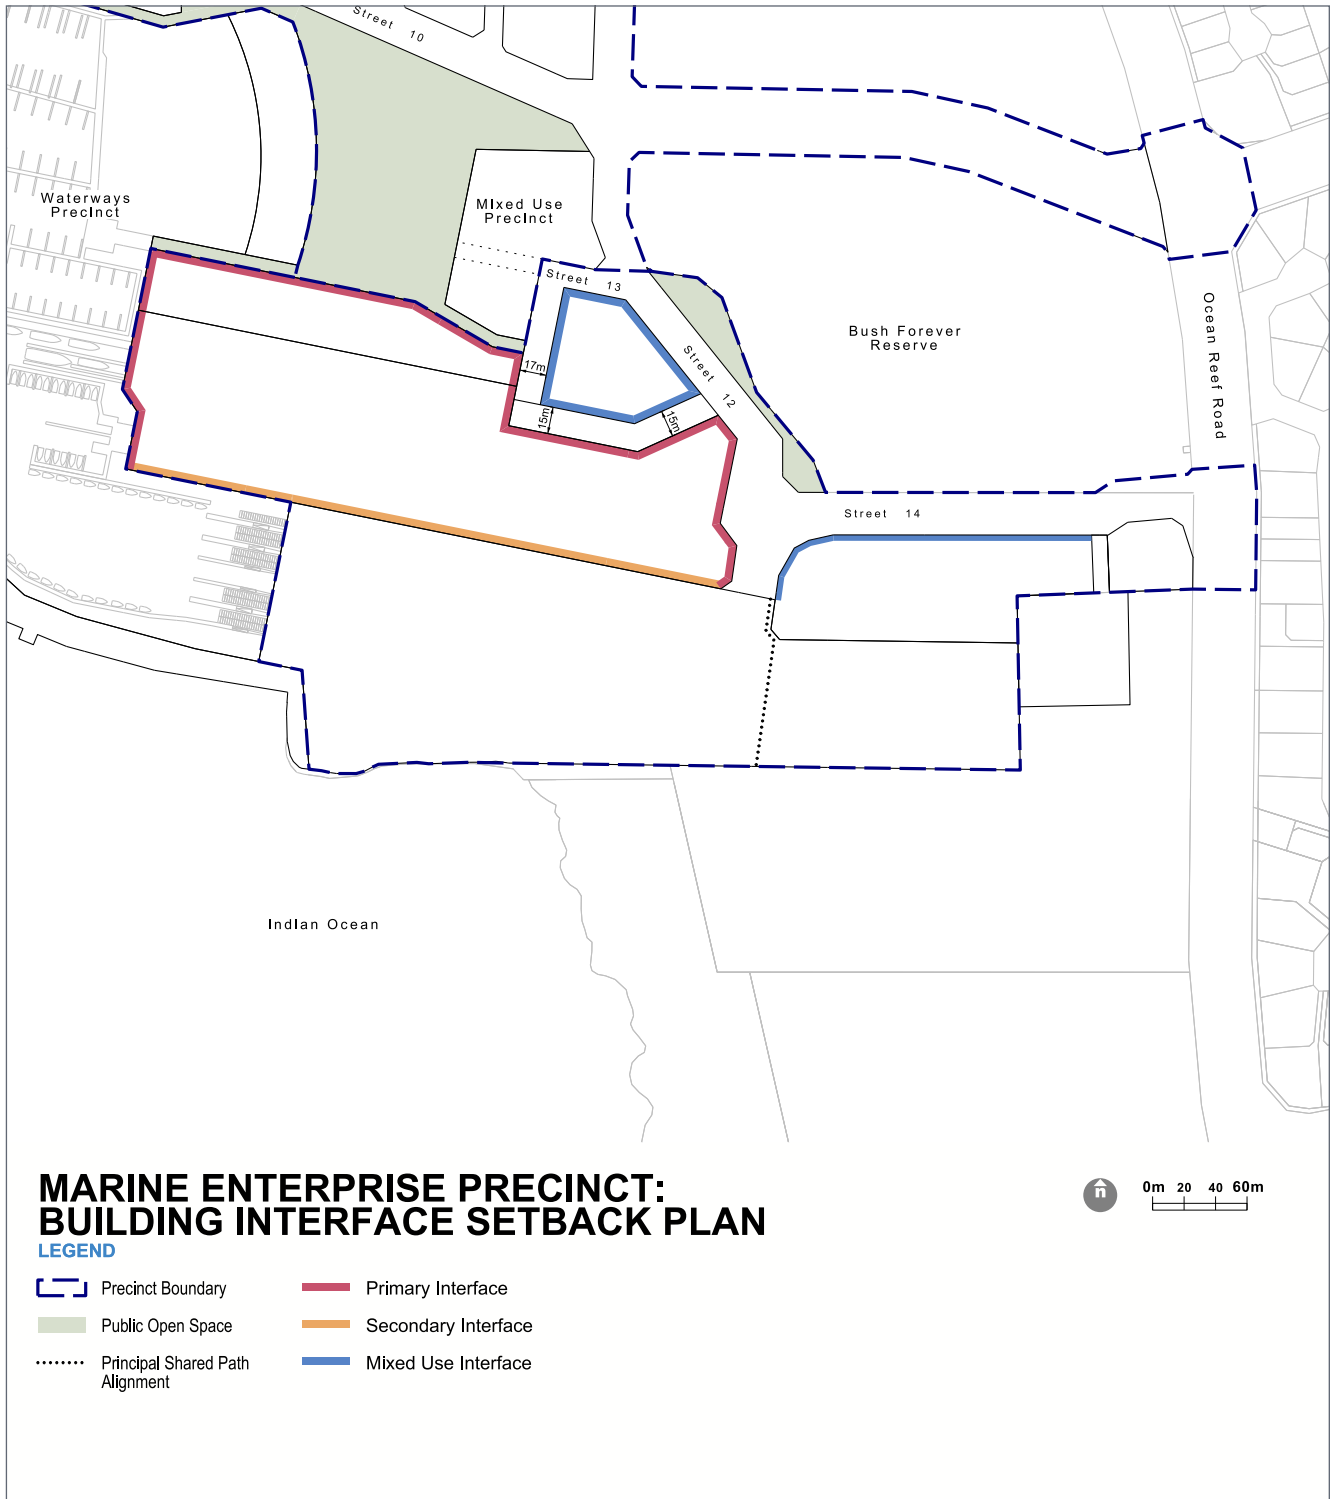 Street 10
Waterways
Precinct
Mixed Use
Precinct
Street 13
Bush Forever
Reserve
Ocean Reef Road
17m
Street 12
15m
15m
Street 14
Indian Ocean
MARINE ENTERPRISE PRECINCT:
BUILDING INTERFACE SETBACK PLAN
n
0m 20 40 60m
LEGEND
Precinct Boundary
Primary Interface
Public Open Space
Secondary Interface
Principal Shared Path
Alignment
Mixed Use Interface